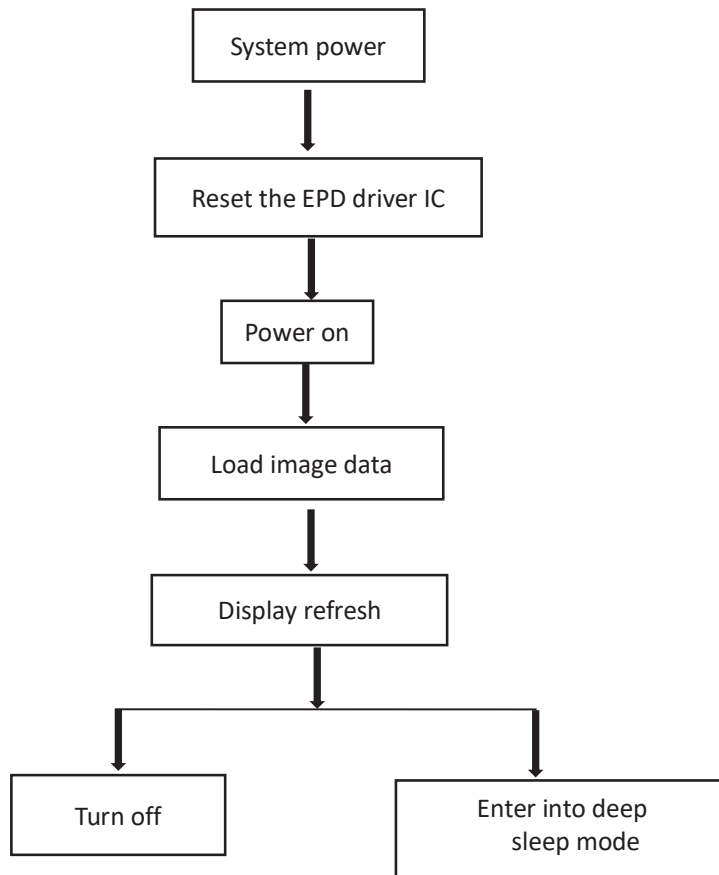 System power
Reset the EPD driver IC
Power on
Load image data
Display refresh
Turn off
Enter into deep
sleep mode